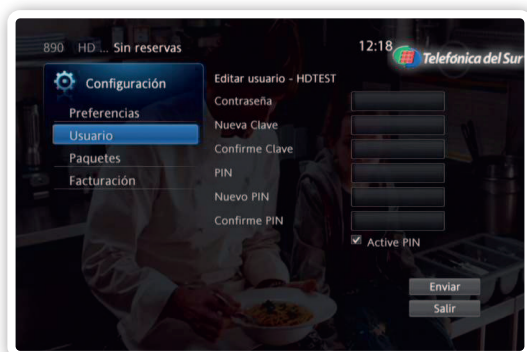 890 HD ... Sin reservas
12:18
Telefónica del Sur
Configuración
Preferencias
Usuario
Paquetes
Facturación
Editar usuario - HDTEST
Contraseña
Nueva Clave
Confirme Clave
PIN
Nuevo PIN
Confirme PIN
Active PIN
Enviar
Salir